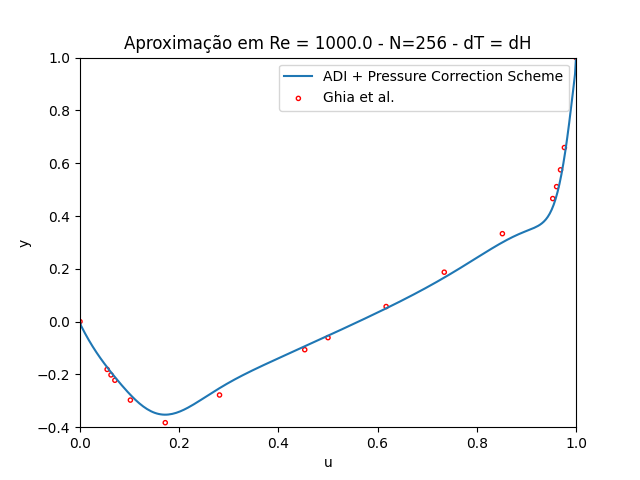 Aproximação em Re = 1000.0 - N=256 - dT = dH
ADI + Pressure Correction Scheme
Ghia et al.
1.0
0.8
0.6
0.4
0.2
0.0
−0.2
−0.4
y
0.0 0.2 0.4 0.6 0.8 1.0
u